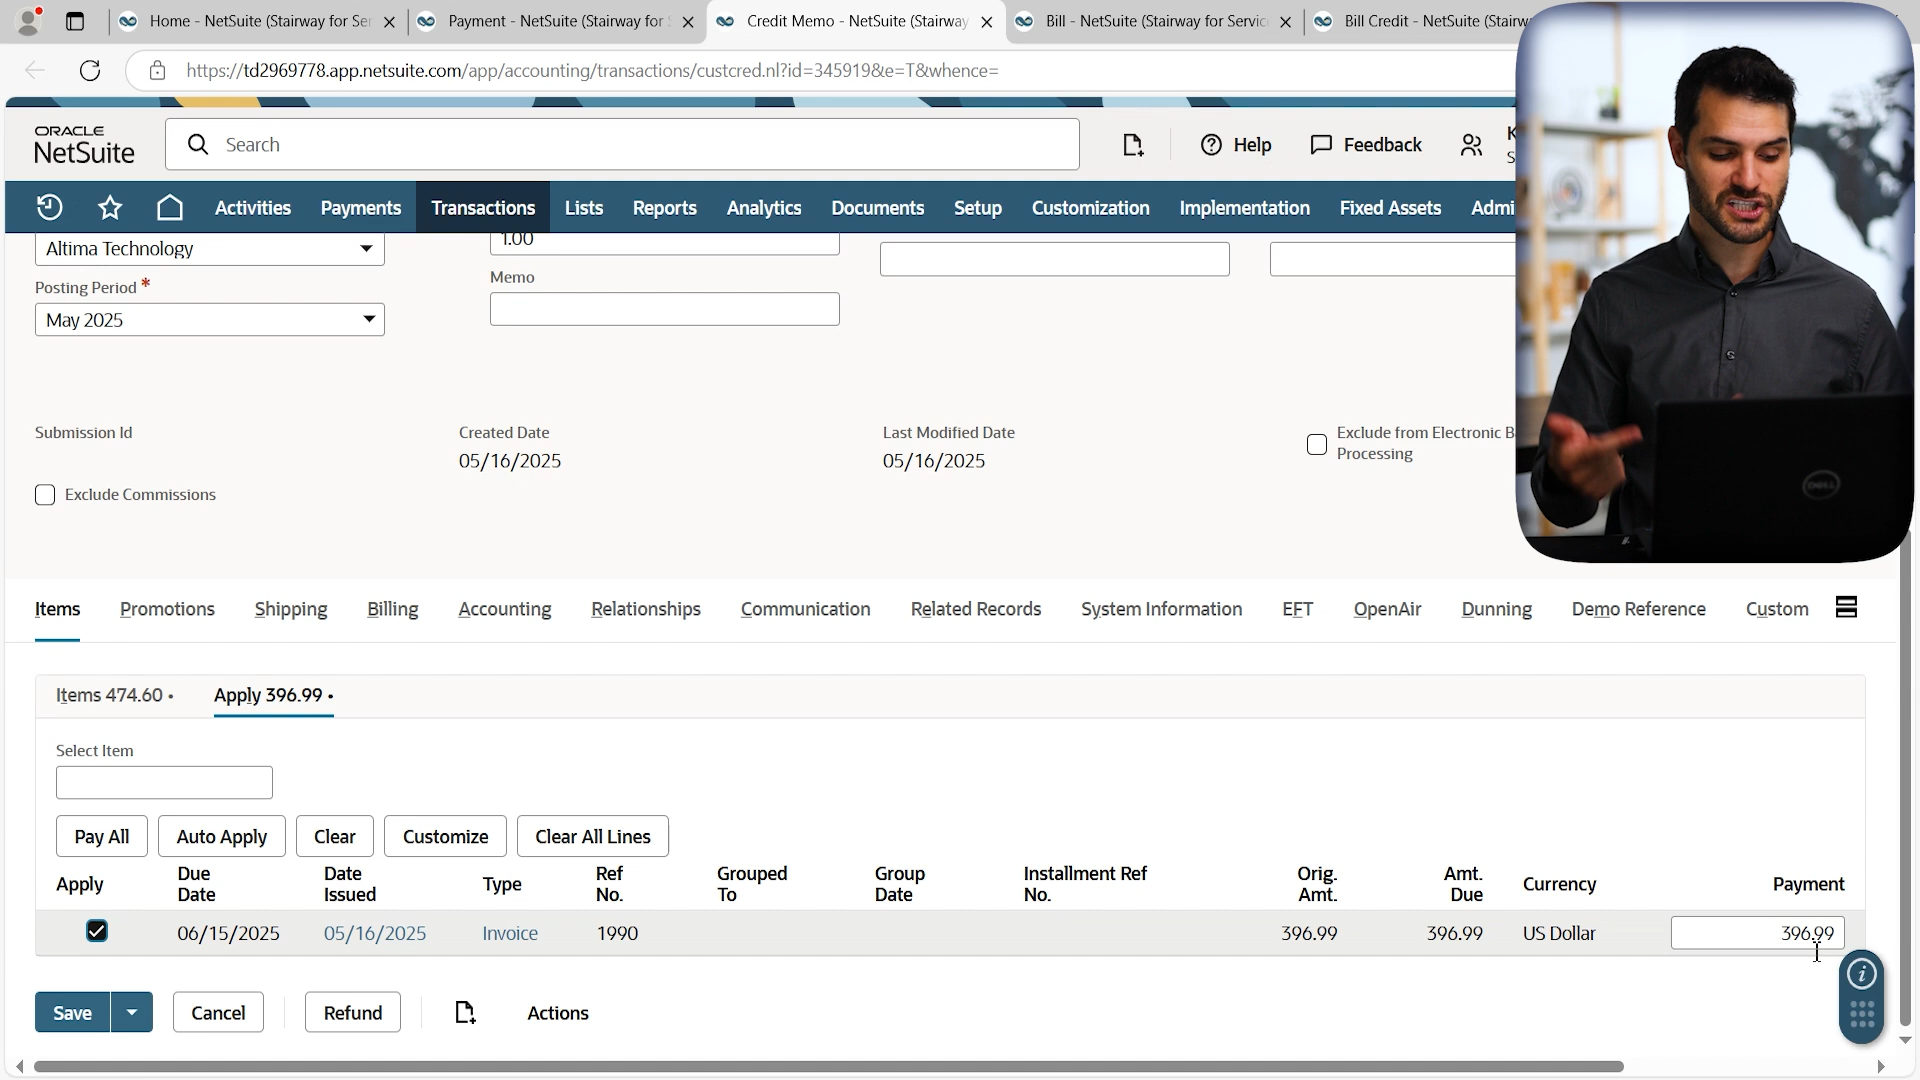 Home - NetSuite (Stairway for Ser
Payment - NetSuite (Stairway for S
Credit Memo - NetSuite (Stairway
Bill - NetSuite (Stairway for Servic
Bill Credit - NetSuite (Stairw
https://td2969778.app.netsuite.com/app/accounting/transactions/custcred.nl?id=345919&e=T&whence=
ORACLE
NetSuite
Search
Help
Feedback
K
S
Activities
Payments
Transactions
Lists
Reports
Analytics
Documents
Setup
Customization
Implementation
Fixed Assets
Admi
Altima Technology
1.00
Posting Period *
Memo
May 2025
Submission Id
Created Date
Last Modified Date
Exclude from Electronic B
Processing
05/16/2025
05/16/2025
Exclude Commissions
DELL
Items
Promotions
Shipping
Billing
Accounting
Relationships
Communication
Related Records
System Information
EFT
OpenAir
Dunning
Demo Reference
Custom
Items 474.60 •
Apply 396.99 •
Select Item
Pay All
Auto Apply
Clear
Customize
Clear All Lines
Apply
Due Date
Date Issued
Type
Ref No.
Grouped To
Group Date
Installment Ref No.
Orig. Amt.
Amt. Due
Currency
Payment
06/15/2025
05/16/2025
Invoice
1990
396.99
396.99
US Dollar
396.99
Save
Cancel
Refund
Actions